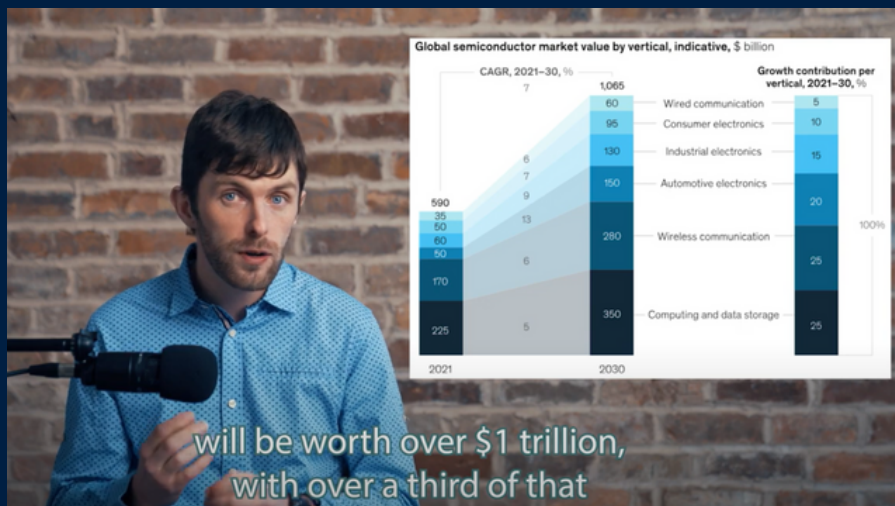 Global semiconductor market value by vertical, indicative, $ billion
CAGR, 2021–30, %
Growth contribution per
vertical, 2021–30, %
7
1,065
60
Wired communication
5
95
Consumer electronics
10
6
130
Industrial electronics
15
7
9
150
Automotive electronics
20
590
35
50
13
60
50
280
Wireless communication
25
100%
170
6
225
5
350
Computing and data storage
25
2021
2030
will be worth over $1 trillion,
with over a third of that